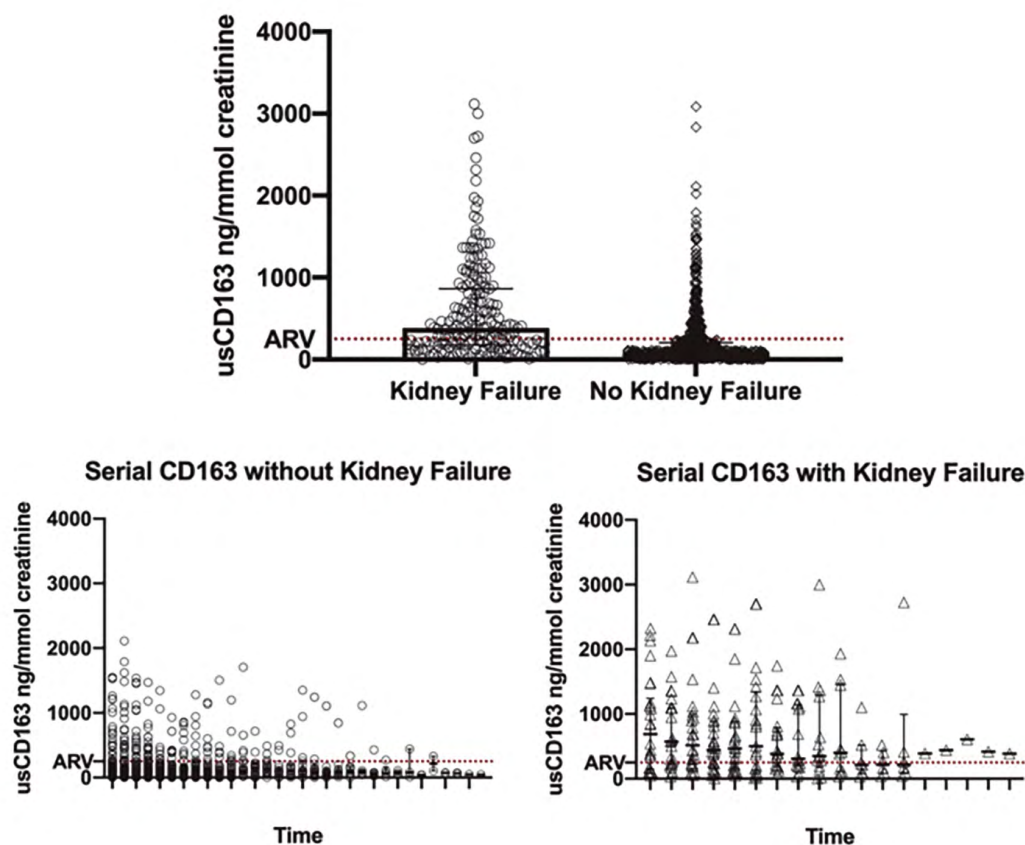 usCD163 ng/mmol creatinine
4000
3000
2000
1000
ARV
0
Kidney Failure
No Kidney Failure
Serial CD163 without Kidney Failure
usCD163 ng/mmol creatinine
4000
3000
2000
1000
ARV
0
Time
Serial CD163 with Kidney Failure
usCD163 ng/mmol creatinine
4000
3000
2000
1000
ARV
0
Time